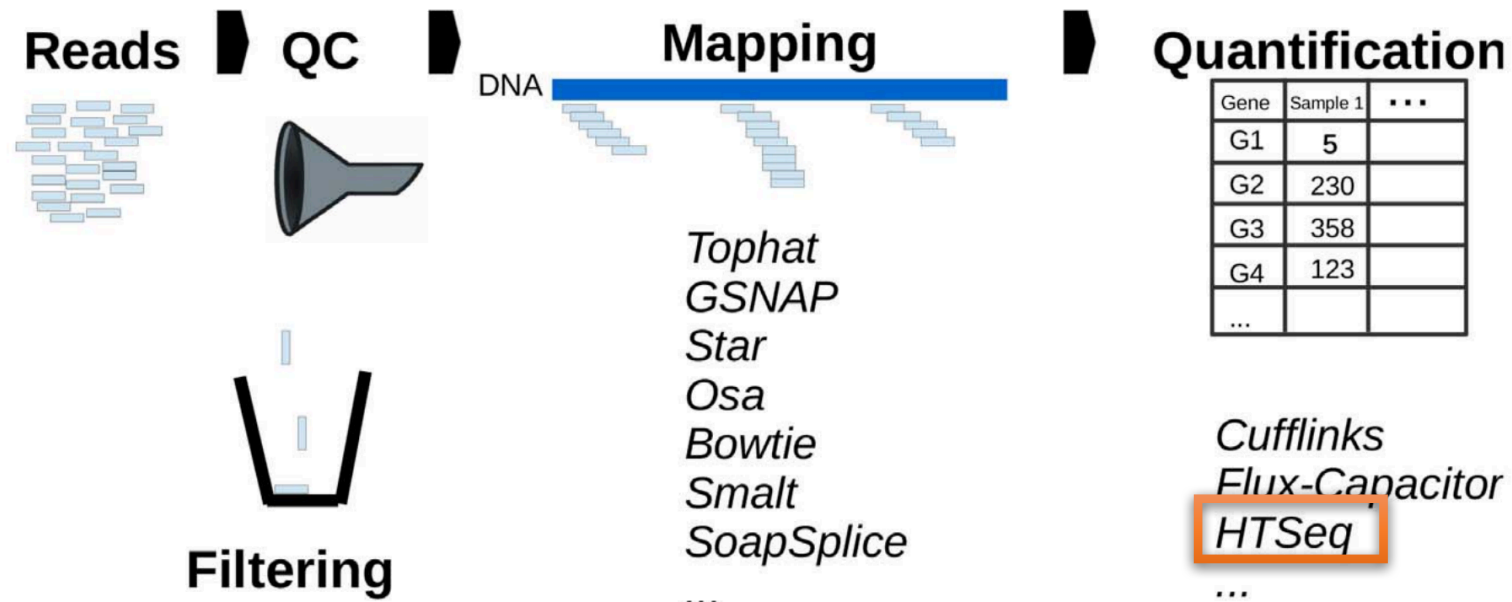 Reads QC Mapping Quantification
DNA
Gene Sample 1 ...
G1 5
G2 230
G3 358
G4 123
...
Tophat
GSNAP
Star
Osa
Bowtie
Smalt
SoapSplice
...
Cufflinks
Flux-Capacitor
HTSeq
...
Filtering